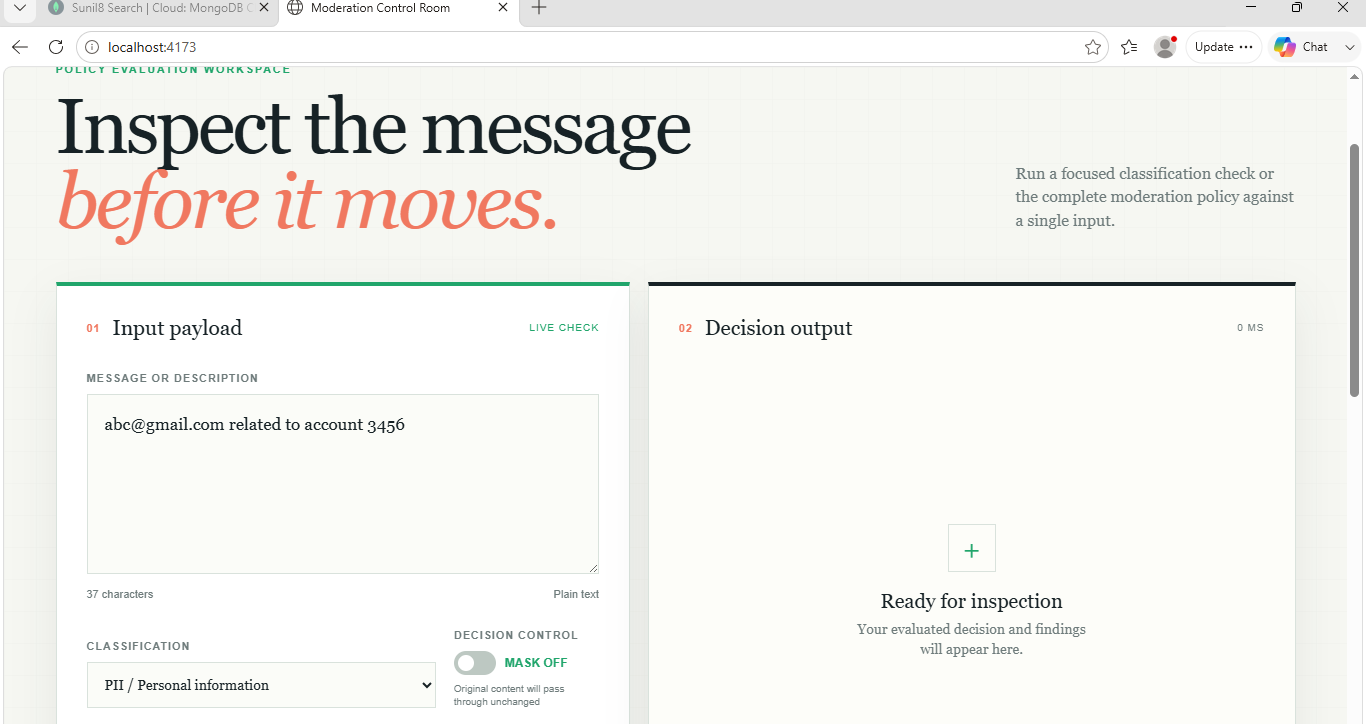 Sunil8 Search | Cloud: MongoDB C
Moderation Control Room
localhost:4173
Update
Chat
POLICY EVALUATION WORKSPACE
Inspect the message
before it moves.
Run a focused classification check or
the complete moderation policy against
a single input.
01 Input payload
LIVE CHECK
MESSAGE OR DESCRIPTION
abc@gmail.com related to account 3456
37 characters
Plain text
CLASSIFICATION
PII / Personal information
DECISION CONTROL
MASK OFF
Original content will pass
through unchanged
02 Decision output
0 MS
Ready for inspection
Your evaluated decision and findings
will appear here.